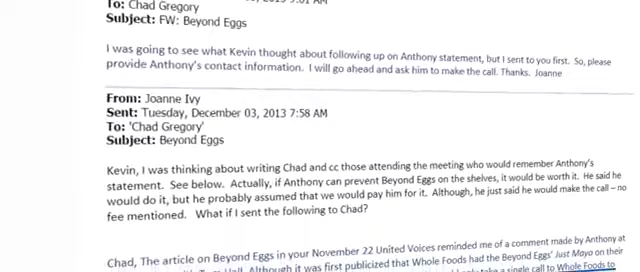 To: Chad Gregory
Subject: FW: Beyond Eggs
I was going to see what Kevin thought about following up on Anthony statement, but I sent to you first. So, please
provide Anthony's contact information. I will go ahead and ask him to make the call. Thanks. Joanne
From: Joanne Ivy
Sent: Tuesday, December 03, 2013 7:58 AM
To: 'Chad Gregory'
Subject: Beyond Eggs
Kevin, I was thinking about writing Chad and cc those attending the meeting who would remember Anthony's
statement. See below. Actually, if Anthony can prevent Beyond Eggs on the shelves, it would be worth it. He said he
would do it, but he probably assumed that we would pay him for it. Although, he just said he would make the call – no
fee mentioned. What if I sent the following to Chad?
Chad, The article on Beyond Eggs in your November 22 United Voices reminded me of a comment made by Anthony at
Hall. Although it was first publicized that Whole Foods had the Beyond Eggs' Just Mayo on their
take a single call to Whole Foods to